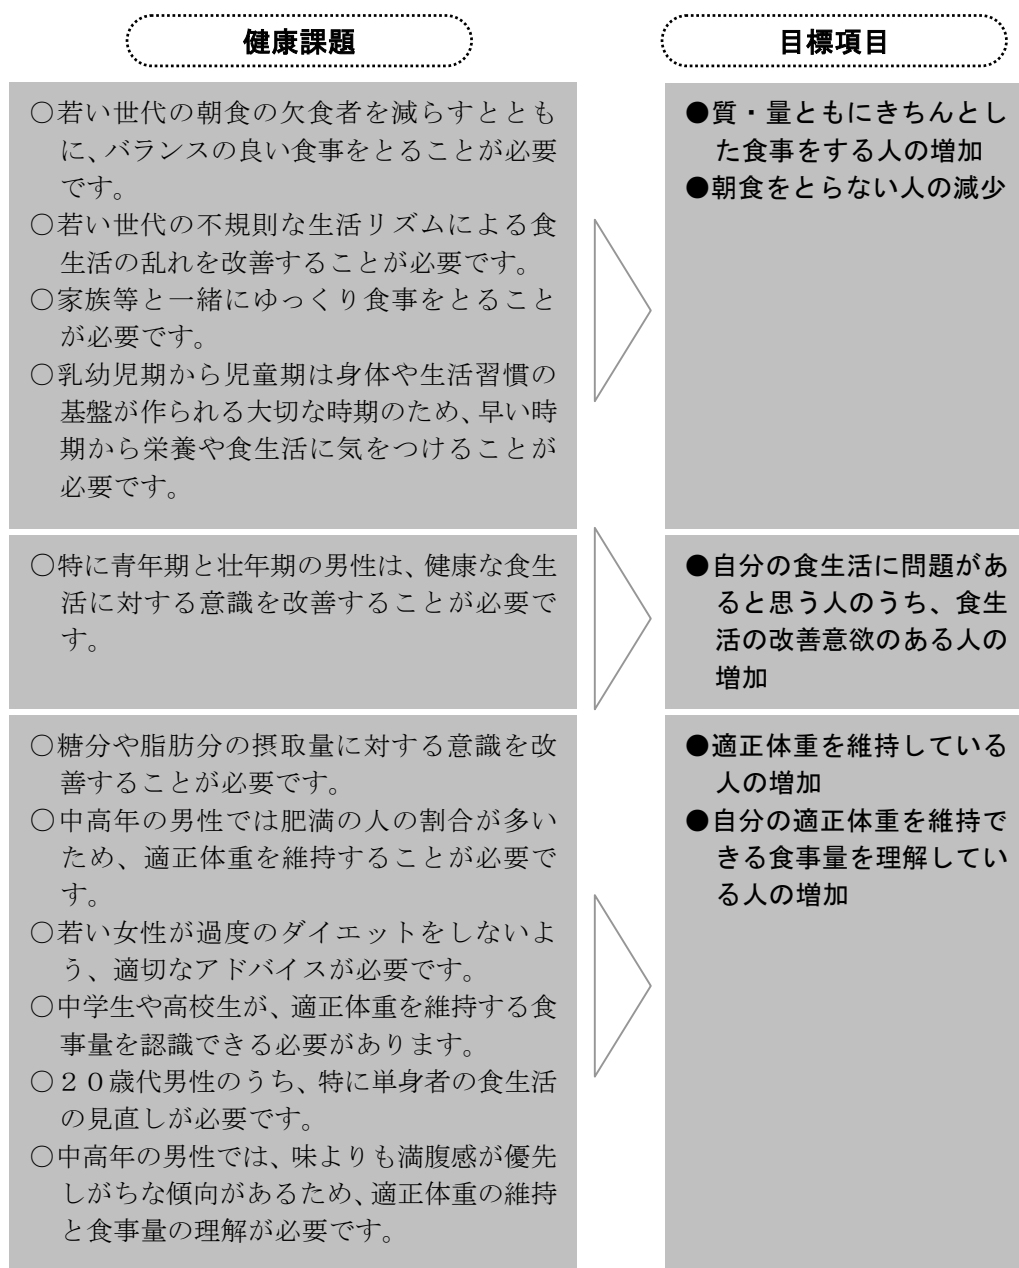 健康課題
目標項目
○若い世代の朝食の欠食者を減らすととも
に、バランスの良い食事をとることが必要
です。
○若い世代の不規則な生活リズムによる食
生活の乱れを改善することが必要です。
○家族等と一緒にゆっくり食事をとること
が必要です。
○乳幼児期から児童期は身体や生活習慣の
基盤が作られる大切な時期のため、早い時
期から栄養や食生活に気をつけることが
必要です。
●質・量ともにきちんとし
た食事をする人の増加
●朝食をとらない人の減少
○特に青年期と壮年期の男性は、健康な食生
活に対する意識を改善することが必要で
す。
●自分の食生活に問題があ
ると思う人のうち、食生
活の改善意欲のある人の
増加
○糖分や脂肪分の摂取量に対する意識を改
善することが必要です。
○中高年の男性では肥満の人の割合が多い
ため、適正体重を維持することが必要で
す。
○若い女性が過度のダイエットをしないよ
う、適切なアドバイスが必要です。
○中学生や高校生が、適正体重を維持する食
事量を認識できる必要があります。
○２０歳代男性のうち、特に単身者の食生活
の見直しが必要です。
○中高年の男性では、味よりも満腹感が優先
しがちな傾向があるため、適正体重の維持
と食事量の理解が必要です。
●適正体重を維持している
人の増加
●自分の適正体重を維持で
きる食事量を理解してい
る人の増加